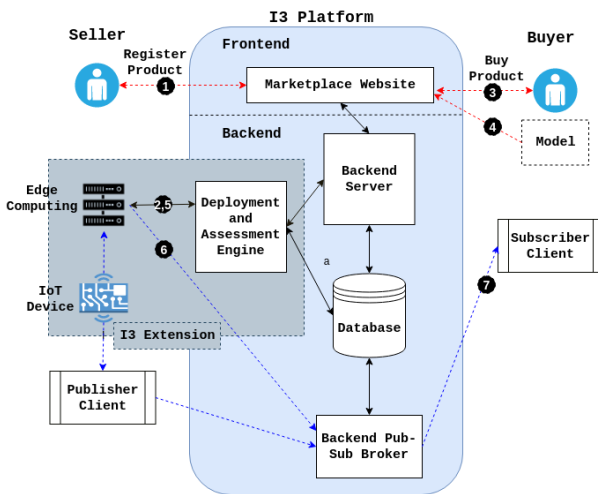 I3 Platform
Seller
Buyer
Frontend
Register
Product
1
Marketplace Website
Buy
Product
3
4
Model
Backend
Backend
Server
Edge
Computing
2,5
Deployment and
Assessment
Engine
6
a
Subscriber
Client
7
IoT
Device
Database
I3 Extension
Publisher
Client
Backend Pub-
Sub Broker